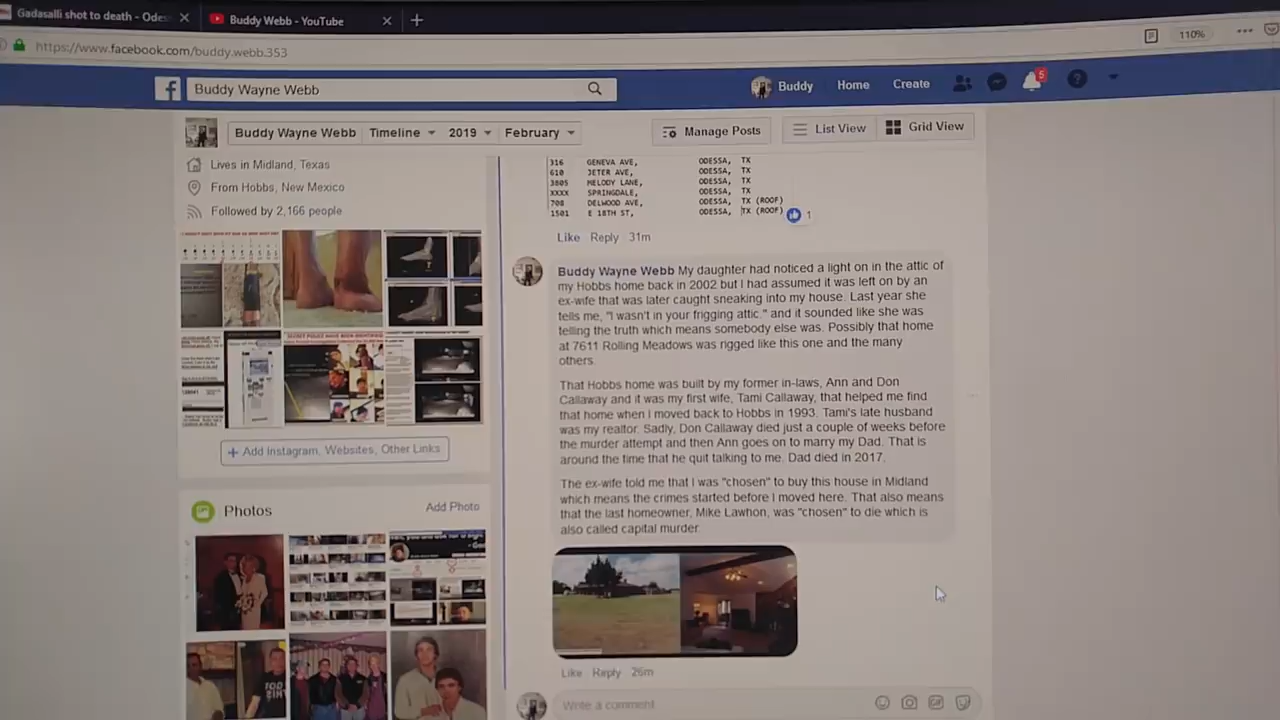 Gadasalli shot to death - Odes
Buddy Webb - YouTube
https://www.facebook.com/buddy.webb.353
110%
Buddy Wayne Webb
Buddy
Home
Create
5
Buddy Wayne Webb
Timeline
2019
February
Manage Posts
List View
Grid View
Lives in Midland, Texas
From Hobbs, New Mexico
Followed by 2,166 people
Add Instagram, Websites, Other Links
Photos
Add Photo
316 GENEVA AVE, ODESSA, TX
610 JETER AVE, ODESSA, TX
3805 MELODY LANE, ODESSA, TX
XXXX SPRINGDALE, ODESSA, TX
708 DELWOOD AVE, ODESSA, TX (ROOF)
1501 E 18TH ST, ODESSA, TX (ROOF)
1
Like Reply 31m
Buddy Wayne Webb My daughter had noticed a light on in the attic of
my Hobbs home back in 2002 but I had assumed it was left on by an
ex-wife that was later caught sneaking into my house. Last year she
tells me, "I wasn't in your frigging attic." and it sounded like she was
telling the truth which means somebody else was. Possibly that home
at 7611 Rolling Meadows was rigged like this one and the many
others.
That Hobbs home was built by my former in-laws, Ann and Don
Callaway and it was my first wife, Tami Callaway, that helped me find
that home when I moved back to Hobbs in 1993. Tami's late husband
was my realtor. Sadly, Don Callaway died just a couple of weeks before
the murder attempt and then Ann goes on to marry my Dad. That is
around the time that he quit talking to me. Dad died in 2017.
The ex-wife told me that I was "chosen" to buy this house in Midland
which means the crimes started before I moved here. That also means
that the last homeowner, Mike Lawhon, was "chosen" to die which is
also called capital murder.
Like Reply 26m
Write a comment